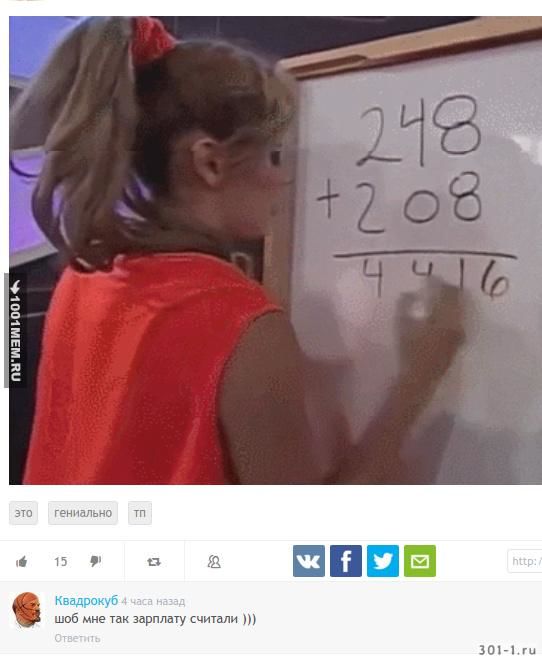 248
+208
4416
1001MEM.RU
это гениально тп
15
http:/
Квадрокуб 4 часа назад
шоб мне так зарплату считали )))
Ответить
301-1.ru